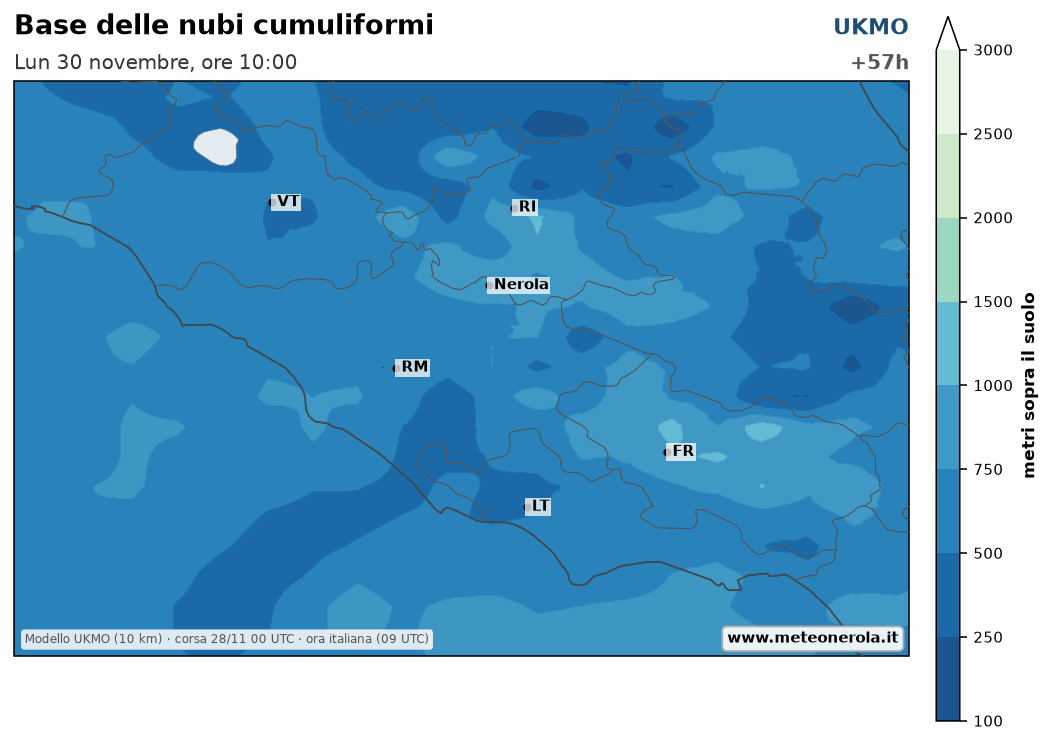 Base delle nubi cumuliformi
UKMO
Lun 30 novembre, ore 10:00
+57h
VT
RI
Nerola
RM
FR
LT
Modello UKMO (10 km) · corsa 28/11 00 UTC · ora italiana (09 UTC)
www.meteonerola.it
3000
2500
2000
1500
1000
750
500
250
100
metri sopra il suolo